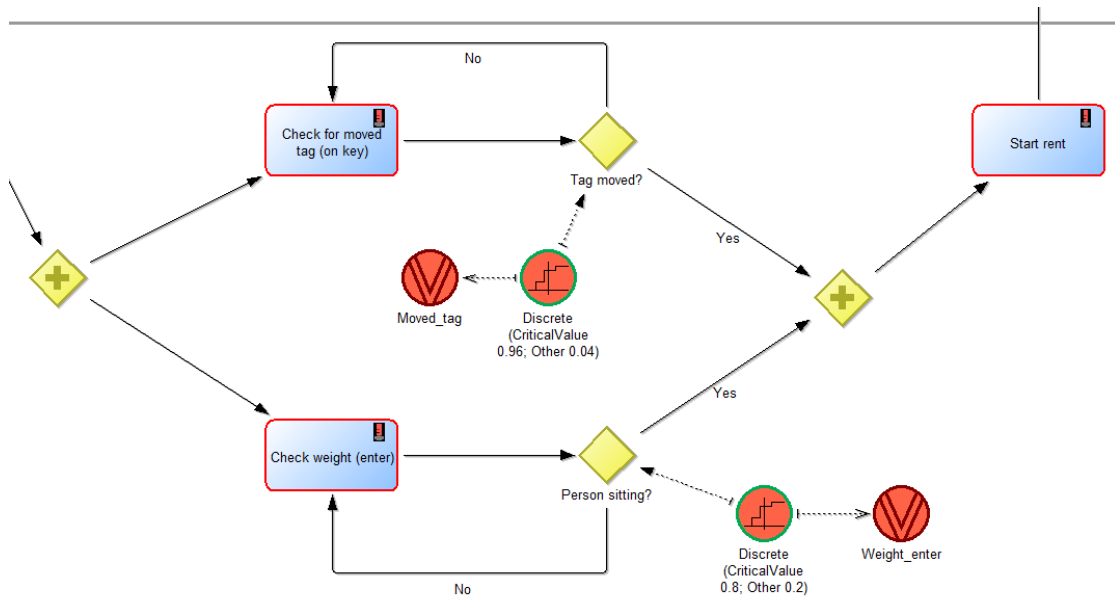 No
Check for moved
tag (on key)
Start rent
Tag moved?
Yes
Moved_tag
Discrete
(CriticalValue
0.96; Other 0.04)
Yes
Check weight (enter)
Person sitting?
No
Discrete
(CriticalValue
0.8; Other 0.2)
Weight_enter